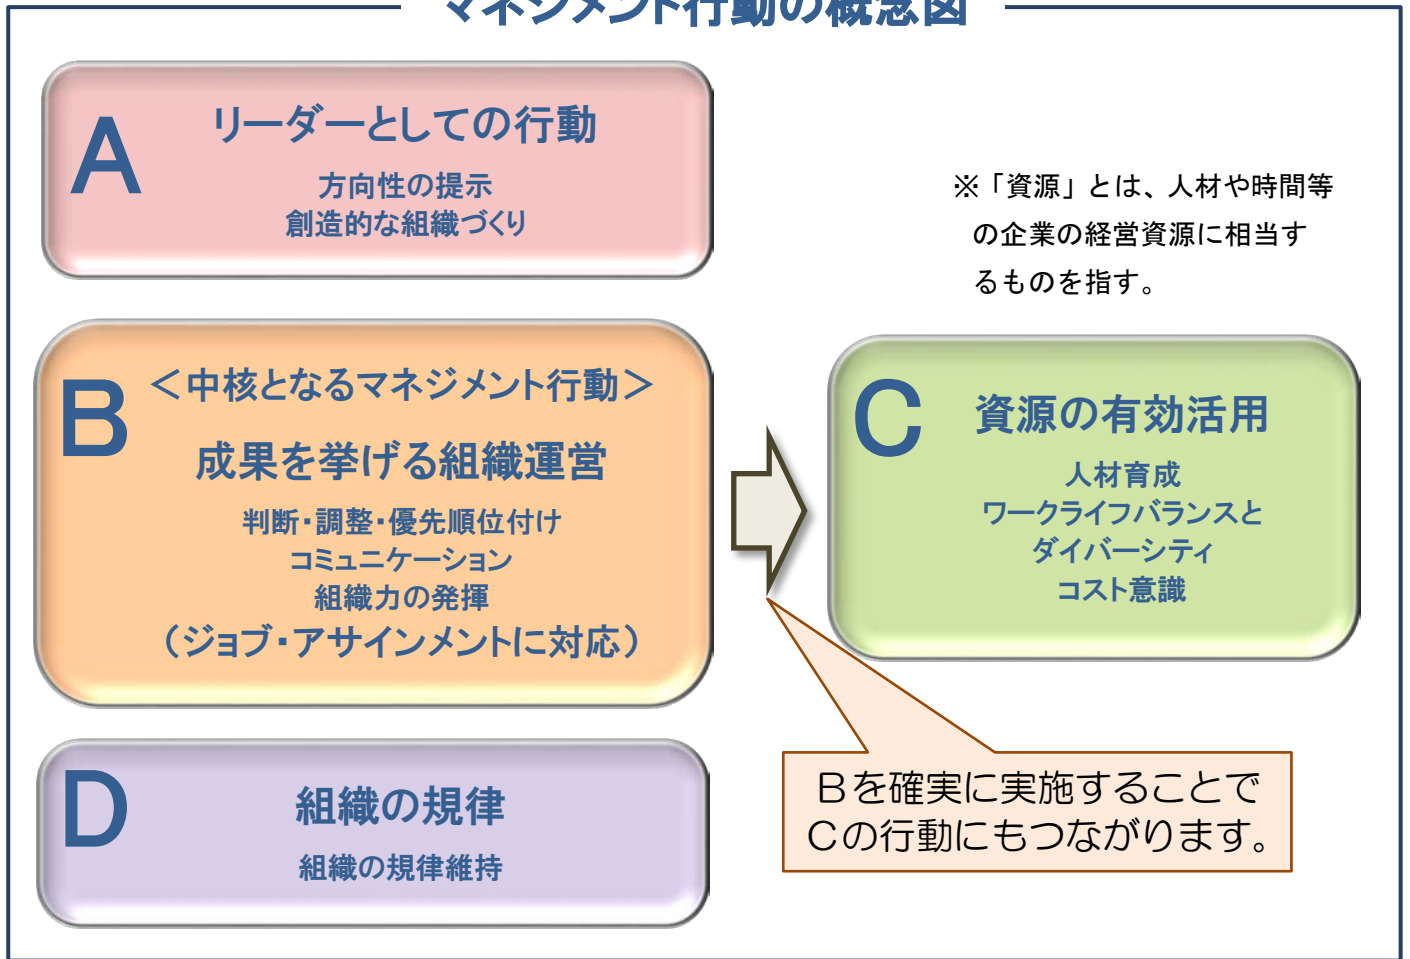 マネジメント行動の概念図
A
リーダーとしての行動
方向性の提示
創造的な組織づくり
※「資源」とは、人材や時間等
の企業の経営資源に相当す
るものを指す。
B
＜中核となるマネジメント行動＞
成果を挙げる組織運営
判断・調整・優先順位付け
コミュニケーション
組織力の発揮
（ジョブ・アサインメントに対応）
C
資源の有効活用
人材育成
ワークライフバランスと
ダイバーシティ
コスト意識
Bを確実に実施することで
Cの行動にもつながります。
D
組織の規律
組織の規律維持